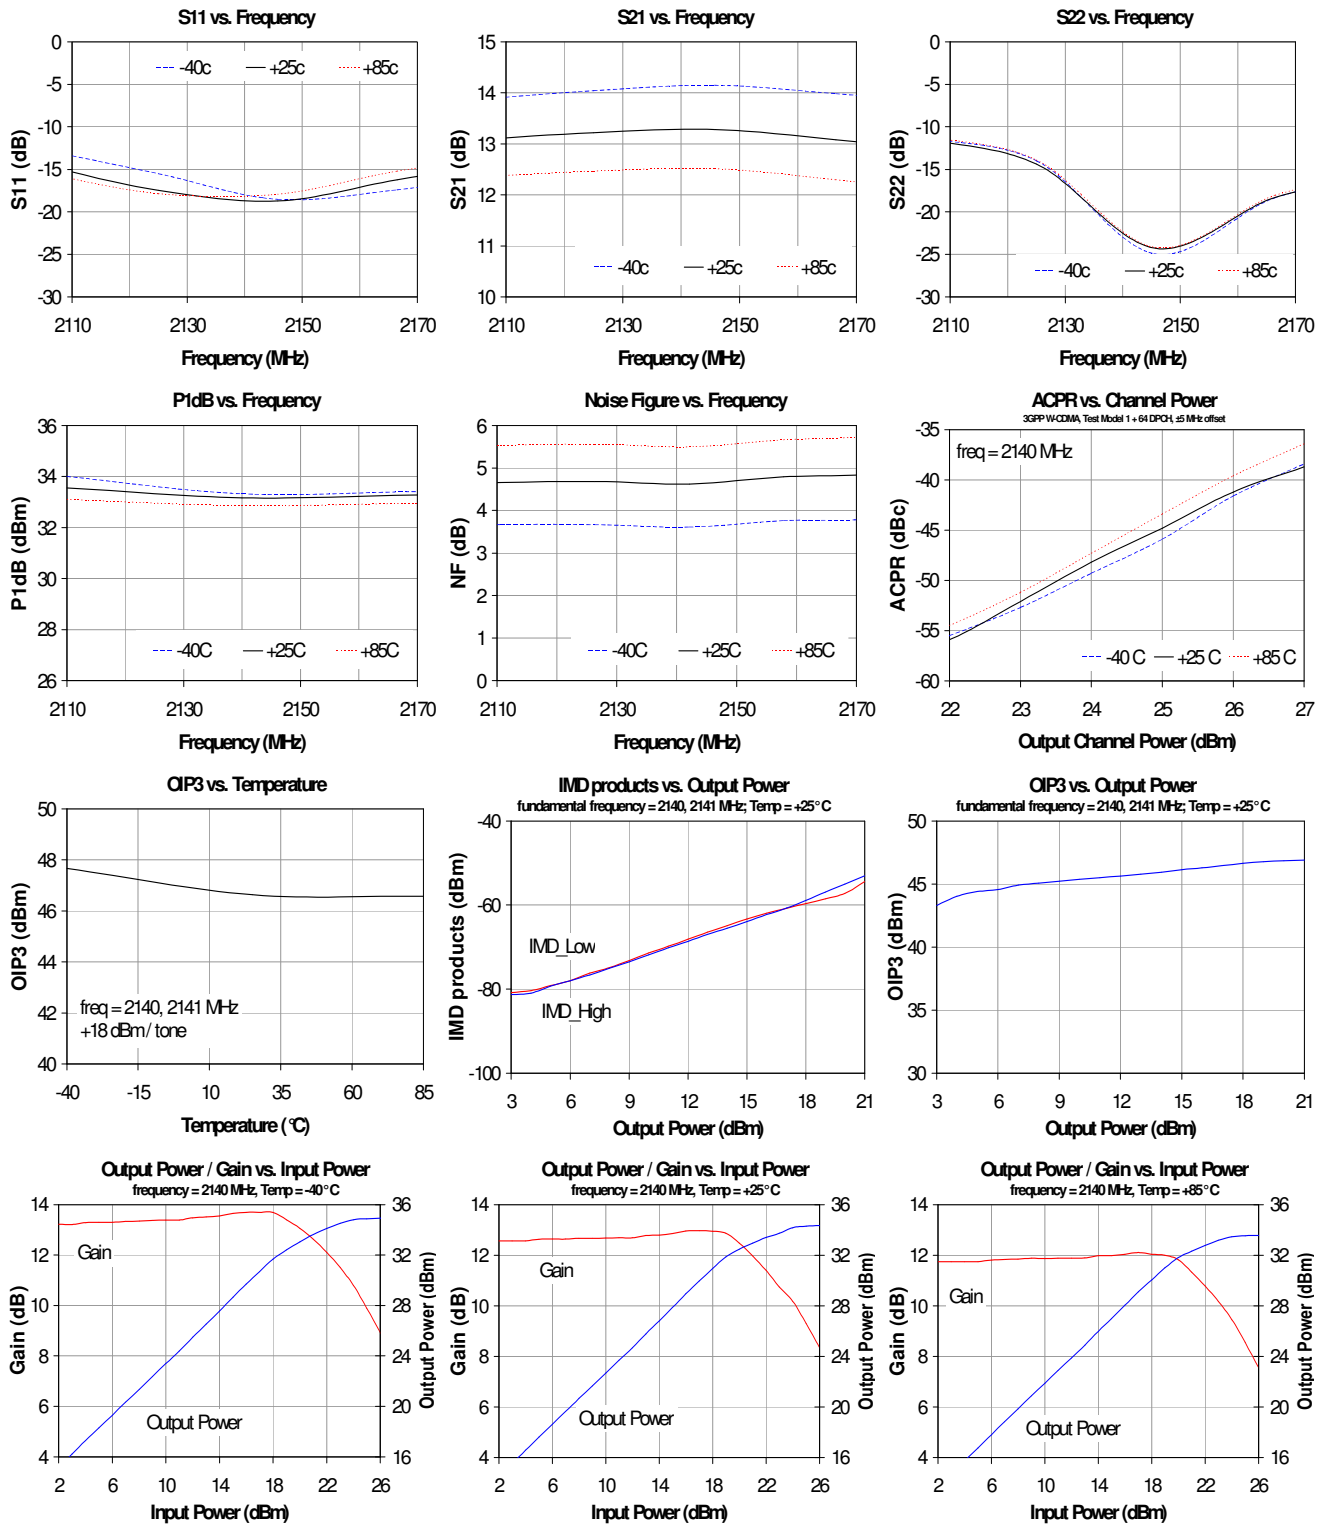 S11 vs. Frequency
0
-5
-10
-15
-20
-25
-30
S11 (dB)
-40c
+25c
+85c
2110
2130
2150
2170
Frequency (MHz)
S21 vs. Frequency
15
14
13
12
11
10
S21 (dB)
-40c
+25c
+85c
2110
2130
2150
2170
Frequency (MHz)
S22 vs. Frequency
0
-5
-10
-15
-20
-25
-30
S22 (dB)
-40c
+25c
+85c
2110
2130
2150
2170
Frequency (MHz)
P1dB vs. Frequency
36
34
32
30
28
26
P1dB (dBm)
-40C
+25C
+85C
2110
2130
2150
2170
Frequency (MHz)
Noise Figure vs. Frequency
6
5
4
3
2
1
0
NF (dB)
-40C
+25C
+85C
2110
2130
2150
2170
Frequency (MHz)
ACPR vs. Channel Power
3GPP W-CDMA, Test Model 1 + 64 DPCH, ±5 MHz offset
freq = 2140 MHz
-35
-40
-45
-50
-55
-60
ACPR (dBc)
-40 C
+25 C
+85 C
22
23
24
25
26
27
Output Channel Power (dBm)
OIP3 vs. Temperature
50
48
46
44
42
40
OIP3 (dBm)
freq = 2140, 2141 MHz
+18 dBm / tone
-40
-15
10
35
60
85
Temperature (°C)
IMD products vs. Output Power
fundamental frequency = 2140, 2141 MHz; Temp = +25° C
-40
-60
-80
-100
IMD products (dBm)
IMD_Low
IMD_High
3
6
9
12
15
18
21
Output Power (dBm)
OIP3 vs. Output Power
fundamental frequency = 2140, 2141 MHz; Temp = +25° C
50
45
40
35
30
OIP3 (dBm)
3
6
9
12
15
18
21
Output Power (dBm)
Output Power / Gain vs. Input Power
frequency = 2140 MHz, Temp = -40° C
14
12
10
8
6
4
Gain (dB)
Gain
Output Power
36
32
28
24
20
16
Output Power (dBm)
2
6
10
14
18
22
26
Input Power (dBm)
Output Power / Gain vs. Input Power
frequency = 2140 MHz, Temp = +25° C
14
12
10
8
6
4
Gain (dB)
Gain
Output Power
36
32
28
24
20
16
Output Power (dBm)
2
6
10
14
18
22
26
Input Power (dBm)
Output Power / Gain vs. Input Power
frequency = 2140 MHz, Temp = +85° C
14
12
10
8
6
4
Gain (dB)
Gain
Output Power
36
32
28
24
20
16
Output Power (dBm)
2
6
10
14
18
22
26
Input Power (dBm)